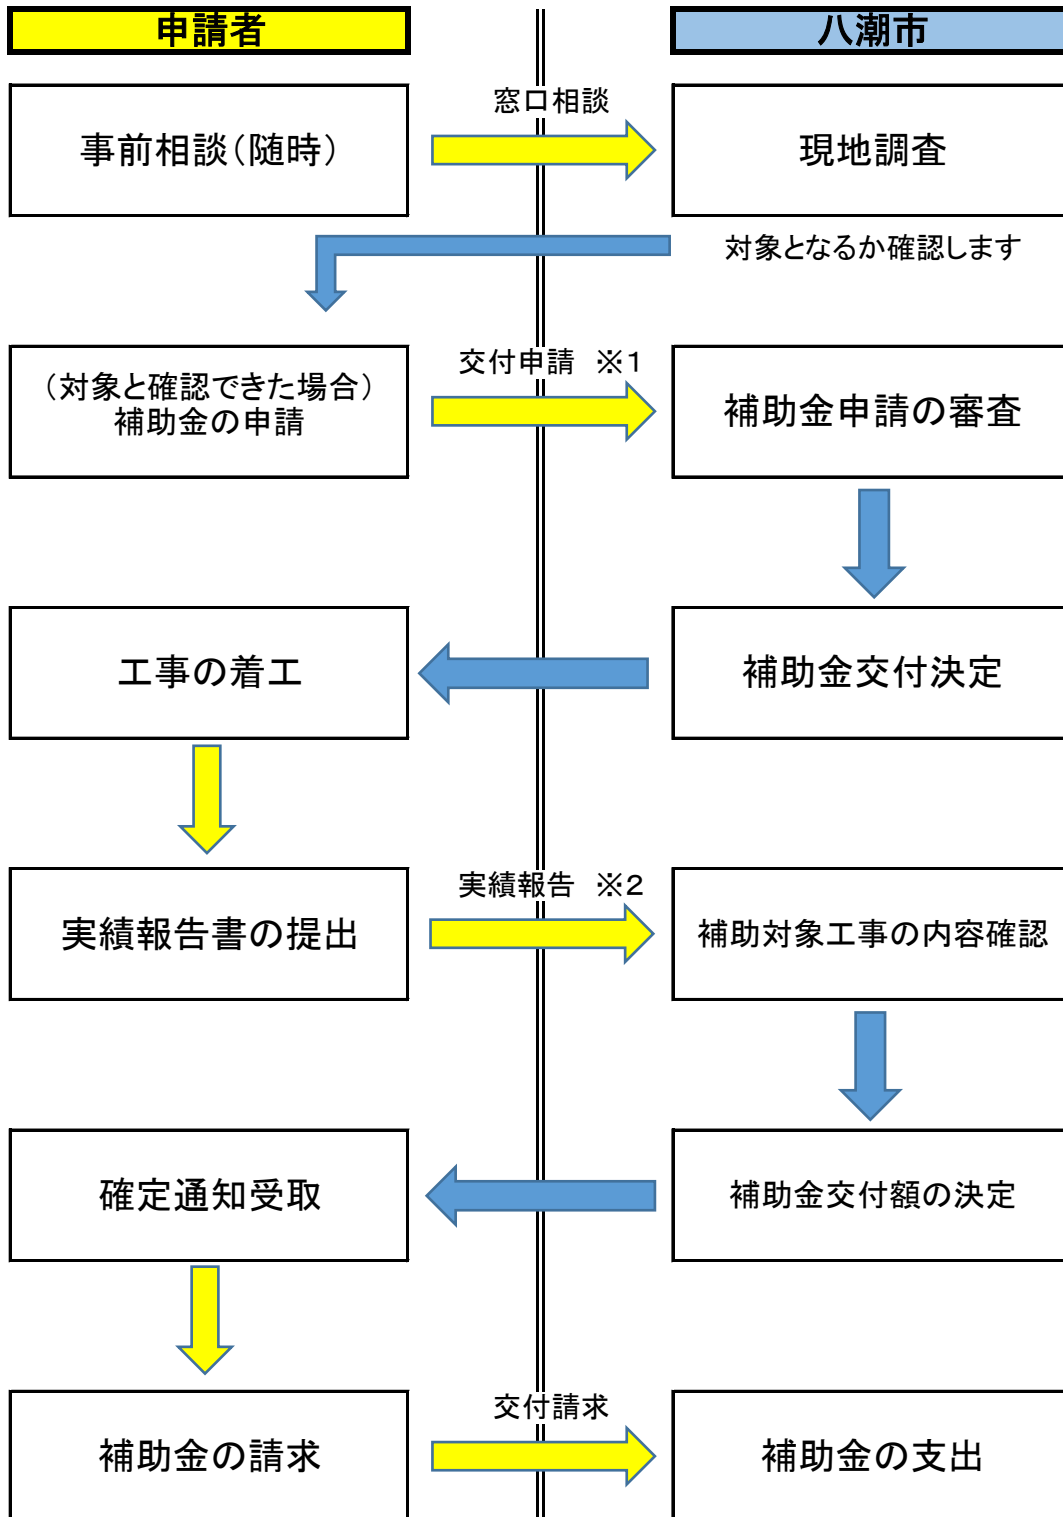 申請者
八潮市
窓口相談
事前相談（随時）
現地調査
対象となるか確認します
交付申請　※1
（対象と確認できた場合）
補助金の申請
補助金申請の審査
工事の着工
補助金交付決定
実績報告　※2
実績報告書の提出
補助対象工事の内容確認
確定通知受取
補助金交付額の決定
交付請求
補助金の請求
補助金の支出